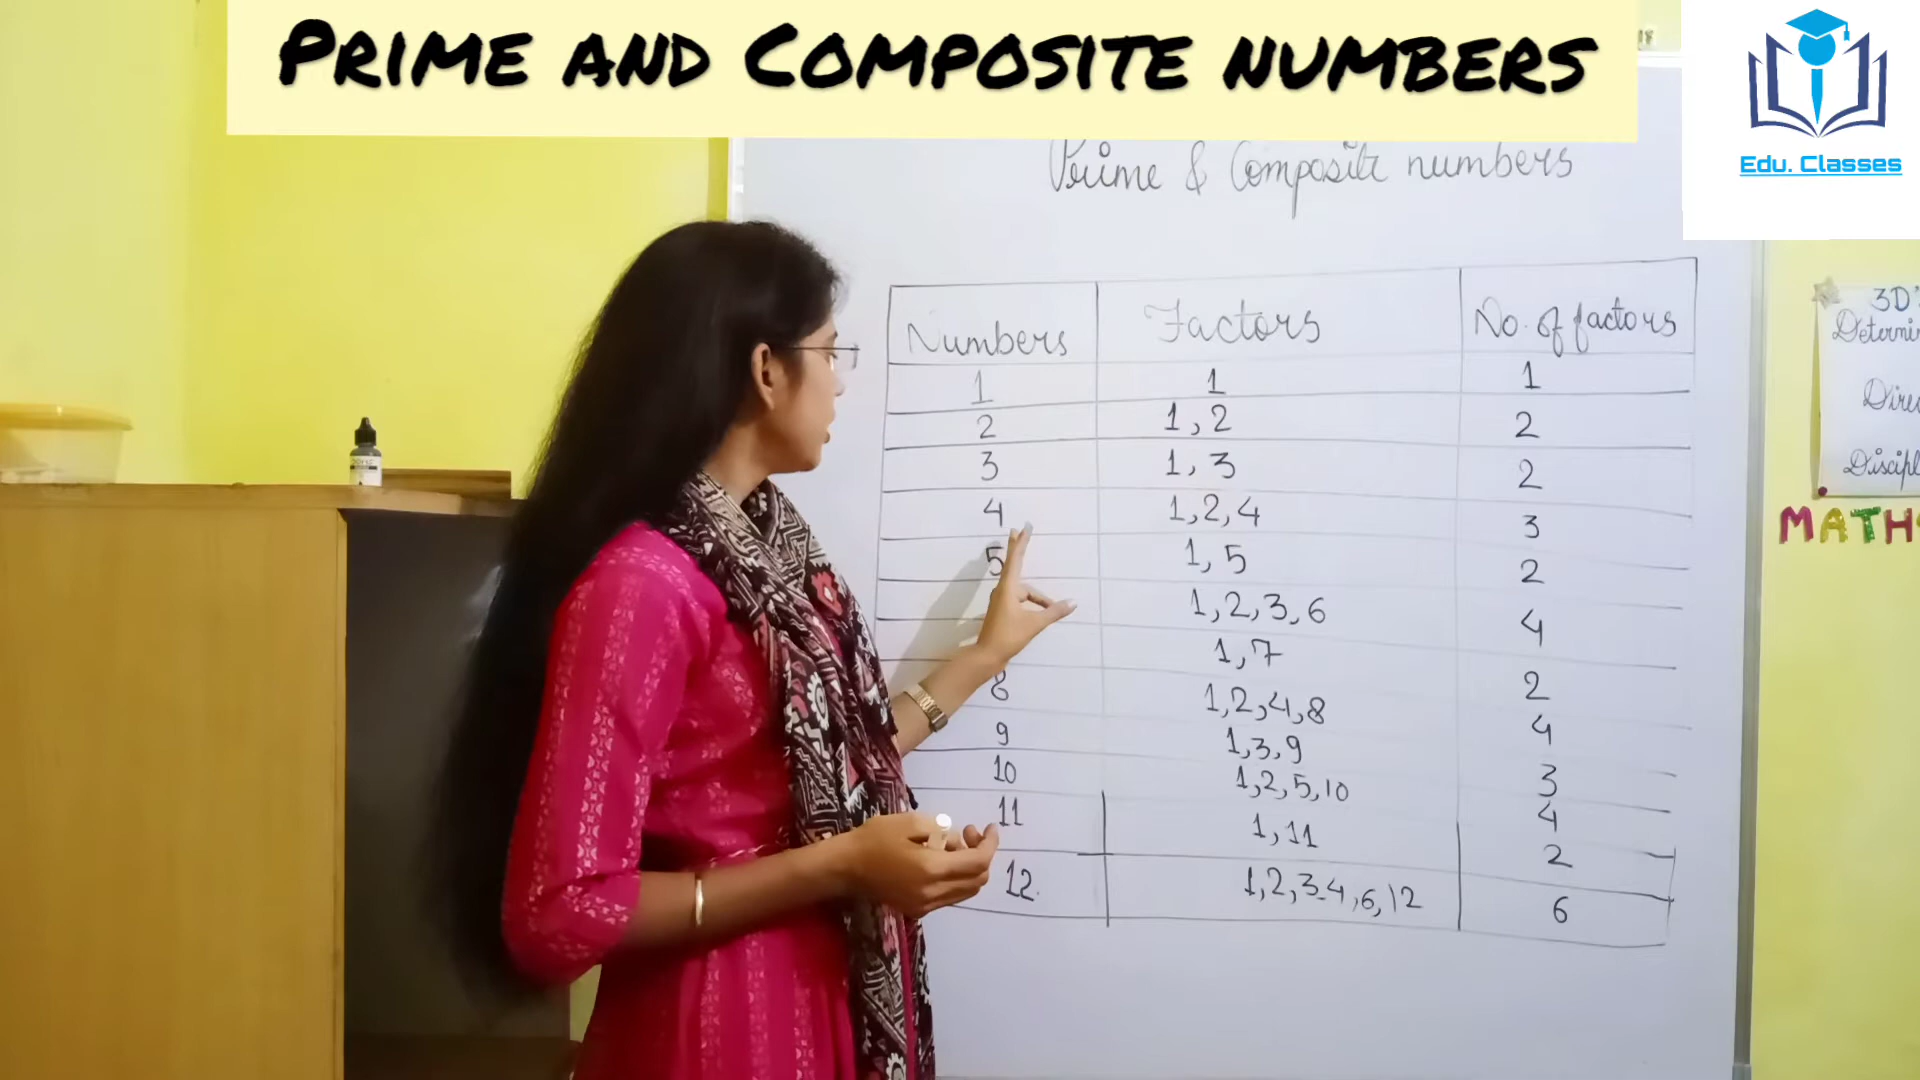 PRIME AND COMPOSITE NUMBERS
Edu. Classes
Prime & Composite numbers
Numbers Factors No. of factors
1 1 1
2 1,2 2
3 1,3 2
4 1,2,4 3
5 1,5 2
1,2,3,6 4
1,7 2
8 1,2,4,8 4
9 1,3,9 3
10 1,2,5,10 4
11 1,11 2
12. 1,2,3,4,6,12 6
3D'
MATH